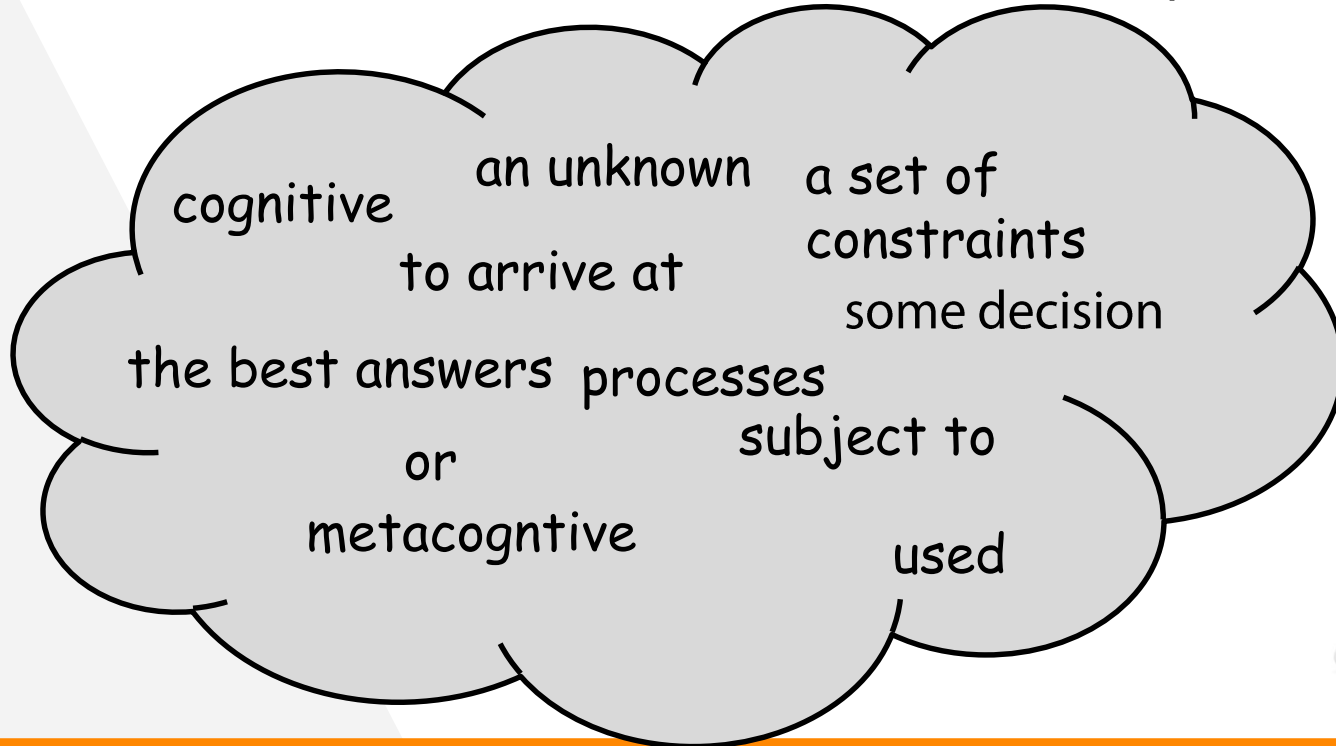 an unknown
a set of
cognitive
constraints
to arrive at
some decision
the best answers
processes
subject to
or
metacogntive
used